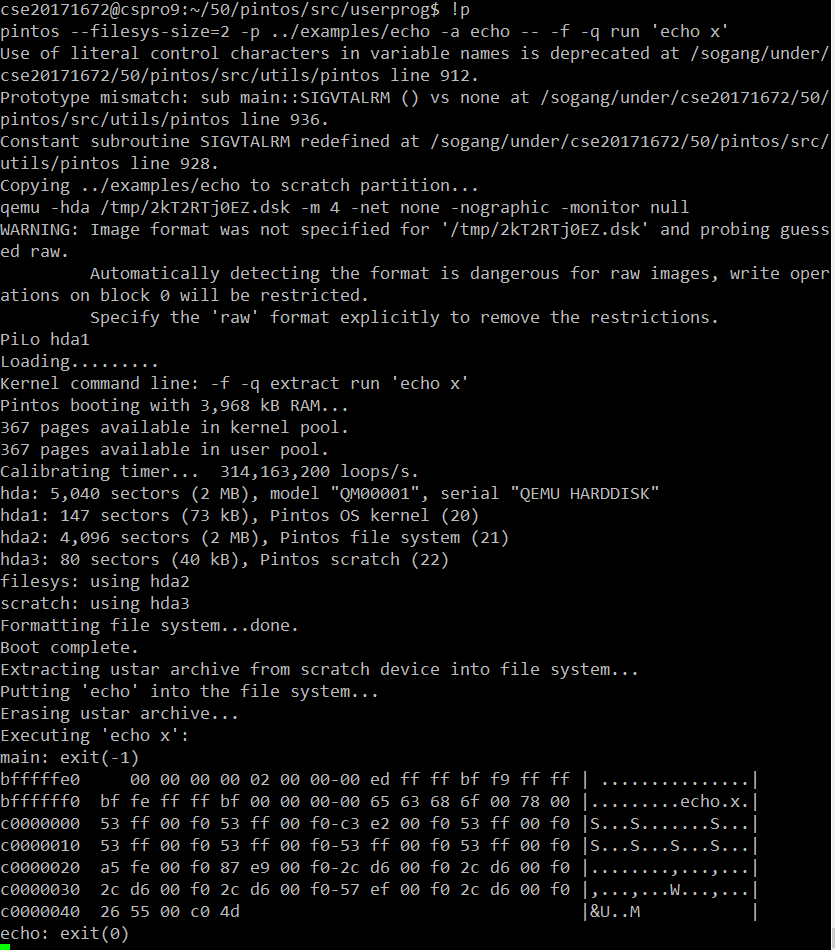 cse20171672@cspro9:~/50/pintos/src/userprog$ !p
pintos --filesys-size=2 -p ../examples/echo -a echo -- -f -q run 'echo x'
Use of literal control characters in variable names is deprecated at /sogang/under/
cse20171672/50/pintos/src/utils/pintos line 912.
Prototype mismatch: sub main::SIGVTALRM () vs none at /sogang/under/cse20171672/50/
pintos/src/utils/pintos line 936.
Constant subroutine SIGVTALRM redefined at /sogang/under/cse20171672/50/pintos/src/
utils/pintos line 928.
Copying ../examples/echo to scratch partition...
qemu -hda /tmp/2kT2RTj0EZ.dsk -m 4 -net none -nographic -monitor null
WARNING: Image format was not specified for '/tmp/2kT2RTj0EZ.dsk' and probing guess
ed raw.
         Automatically detecting the format is dangerous for raw images, write oper
ations on block 0 will be restricted.
         Specify the 'raw' format explicitly to remove the restrictions.
PiLo hda1
Loading.........
Kernel command line: -f -q extract run 'echo x'
Pintos booting with 3,968 kB RAM...
367 pages available in kernel pool.
367 pages available in user pool.
Calibrating timer...  314,163,200 loops/s.
hda: 5,040 sectors (2 MB), model "QM00001", serial "QEMU HARDDISK"
hda1: 147 sectors (73 kB), Pintos OS kernel (20)
hda2: 4,096 sectors (2 MB), Pintos file system (21)
hda3: 80 sectors (40 kB), Pintos scratch (22)
filesys: using hda2
scratch: using hda3
Formatting file system...done.
Boot complete.
Extracting ustar archive from scratch device into file system...
Putting 'echo' into the file system...
Erasing ustar archive...
Executing 'echo x':
main: exit(-1)
bfffffe0     00 00 00 00 02 00 00-00 ed ff ff bf f9 ff ff | ...............|
bffffff0  bf fe ff ff bf 00 00 00-00 65 63 68 6f 00 78 00 |.........echo.x.|
c0000000  53 ff 00 f0 53 ff 00 f0-c3 e2 00 f0 53 ff 00 f0 |S...S.......S...|
c0000010  53 ff 00 f0 53 ff 00 f0-53 ff 00 f0 53 ff 00 f0 |S...S...S...S...|
c0000020  a5 fe 00 f0 87 e9 00 f0-2c d6 00 f0 2c d6 00 f0 |........,...,...|
c0000030  2c d6 00 f0 2c d6 00 f0-57 ef 00 f0 2c d6 00 f0 |,...,...W...,...|
c0000040  26 55 00 c0 4d                                  |&U..M           |
echo: exit(0)